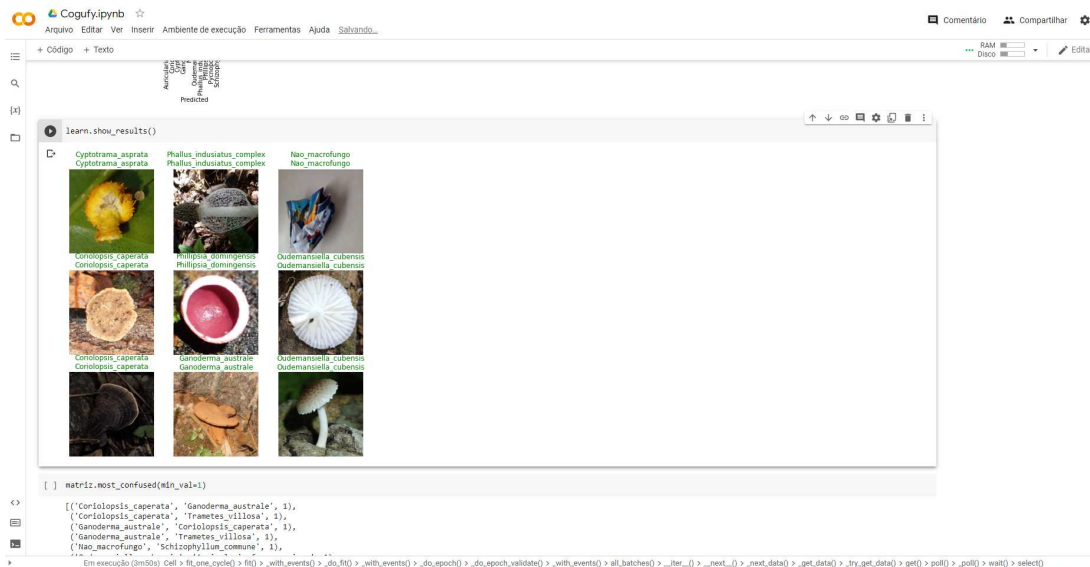 Cogufy.ipynb
Comentário Compartilhar
Arquivo Editar Ver Inserir Ambiente de execução Ferramentas Ajuda Salvando...
+ Código + Texto
RAM
Disco
Edita
Predicted
{x}
learn.show_results()
Cyptotrama_asprata Phallus_indusiatus_complex Nao_macrofungo
Cyptotrama_asprata Phallus_indusiatus_complex Nao_macrofungo
Coriolopsis_caperata Phillipsia_domingensis Oudemansiella_cubensis
Coriolopsis_caperata Phillipsia_domingensis Oudemansiella_cubensis
Coriolopsis_caperata Ganoderma_australe Oudemansiella_cubensis
Coriolopsis_caperata Ganoderma_australe Oudemansiella_cubensis
[ ] matriz.most_confused(min_val=1)
[('Coriolopsis_caperata', 'Ganoderma_australe', 1),
('Coriolopsis_caperata', 'Trametes_villosa', 1),
('Ganoderma_australe', 'Coriolopsis_caperata', 1),
('Ganoderma_australe', 'Trametes_villosa', 1),
('Nao_macrofungo', 'Schizophyllum_commune', 1),
Em execução (3m50s) Cell > fit_one_cycle() > fit() > _with_events() > _do_fit() > _with_events() > _do_epoch() > _do_epoch_validate() > _with_events() > all_batches() > __iter__() > __next__() > _next_data() > _get_data() > _try_get_data() > get() > poll() > _poll() > wait() > select()